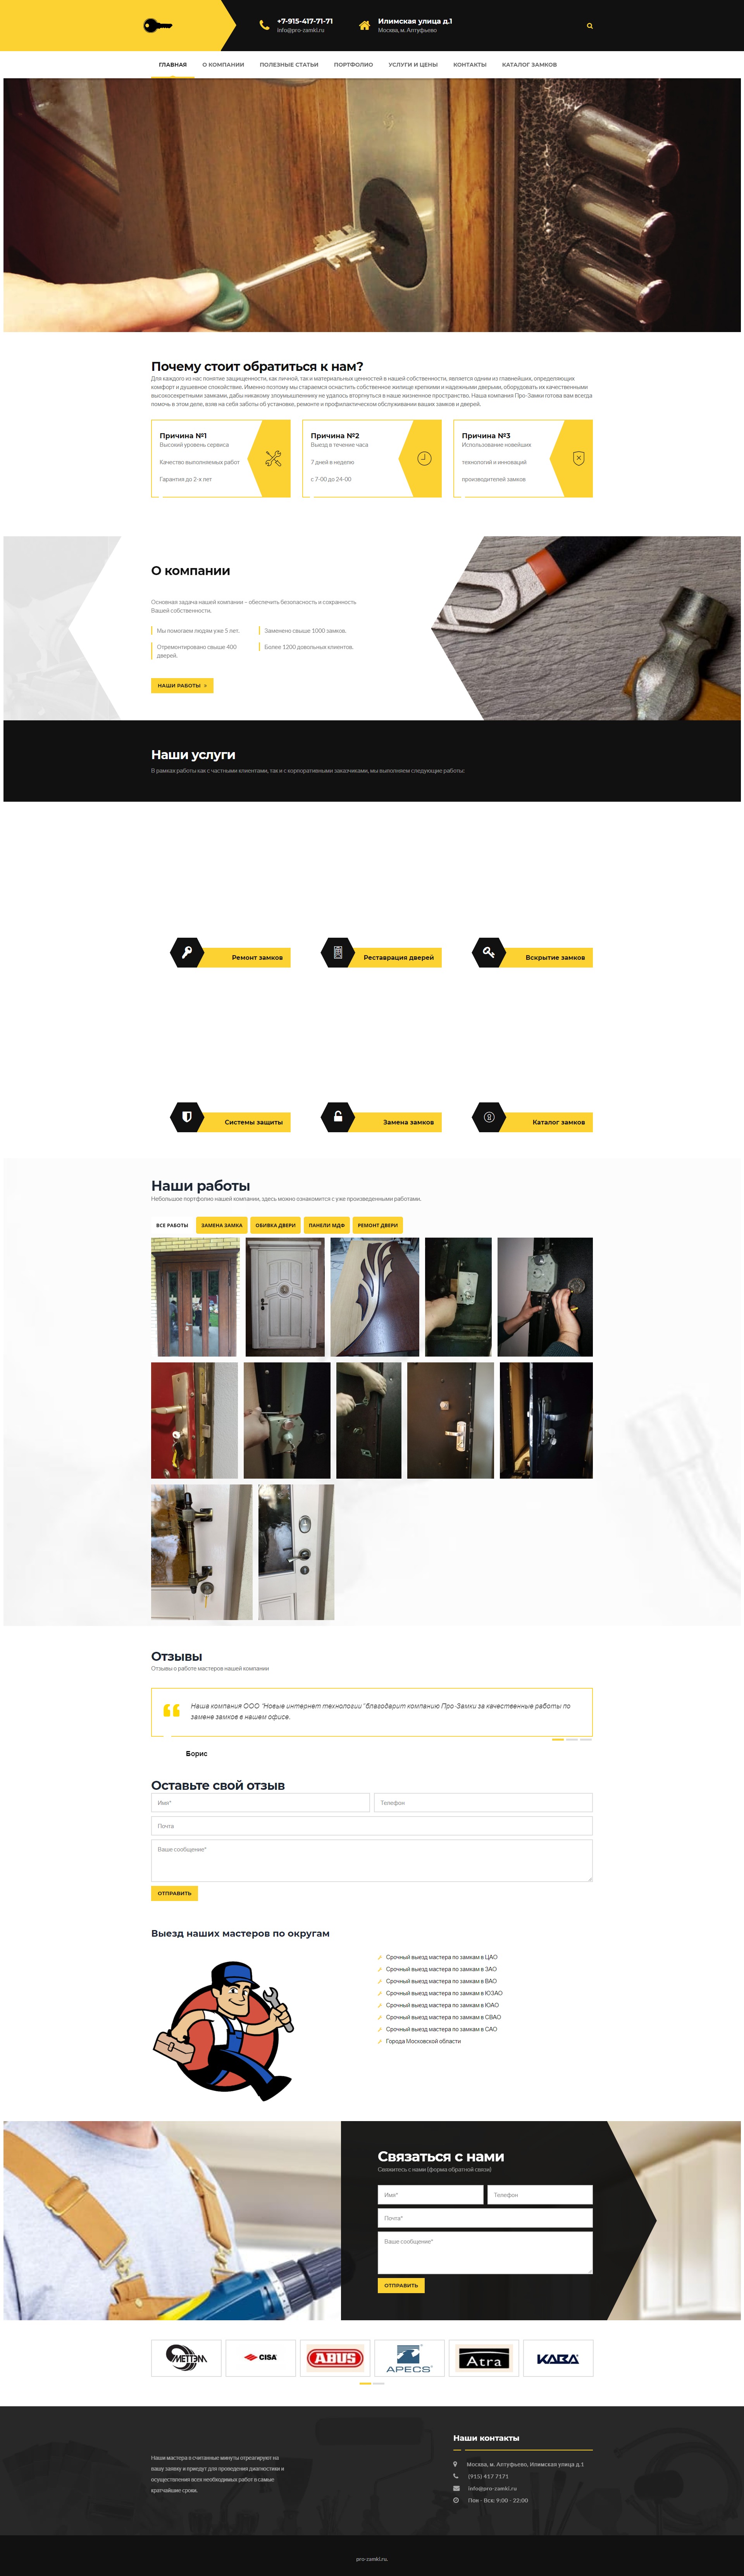 +7-915-417-71-71
info@pro-zamki.ru
Илимская улица д.1
Москва, м. Алтуфьево
ГЛАВНАЯ О КОМПАНИИ ПОЛЕЗНЫЕ СТАТЬИ ПОРТФОЛИО УСЛУГИ И ЦЕНЫ КОНТАКТЫ КАТАЛОГ ЗАМКОВ
Почему стоит обратиться к нам?
Для каждого из нас понятие защищенности, как личной, так и материальных ценностей в нашей собственности, является одним из главнейших, определяющих
комфорт и душевное спокойствие. Именно поэтому мы стараемся оснастить собственное жилище крепкими и надежными дверьми, оборудовать их качественными
высокосекретными замками, дабы никакому злоумышленнику не удалось вторгнуться в наше жизненное пространство. Наша компания Про-Замки готова вам всегда
помочь в этом деле, взяв на себя заботы об установке, ремонте и профилактическом обслуживании ваших замков и дверей.
Причина №1
Высокий уровень сервиса
Качество выполняемых работ
Гарантия до 2-х лет
Причина №2
Выезд в течение часа
7 дней в неделю
с 7-00 до 24-00
Причина №3
Использование новейших
технологий и инноваций
производителей замков
О компании
Основная задача нашей компании – обеспечить безопасность и сохранность
Вашей собственности.
Мы помогаем людям уже 5 лет.
Заменено свыше 1000 замков.
Отремонтировано свыше 400
дверей.
Более 1200 довольных клиентов.
НАШИ РАБОТЫ
Наши услуги
В рамках работы как с частными клиентами, так и с корпоративными заказчиками, мы выполняем следующие работы:
Ремонт замков
Реставрация дверей
Вскрытие замков
Системы защиты
Замена замков
Каталог замков
Наши работы
Небольшое портфолио нашей компании, здесь можно ознакомится с уже произведенными работами.
ВСЕ РАБОТЫ ЗАМЕНА ЗАМКА ОБИВКА ДВЕРИ ПАНЕЛИ МДФ РЕМОНТ ДВЕРИ
Отзывы
Отзывы о работе мастеров нашей компании
Наша компания ООО "Новые интернет технологии" благодарит компанию Про-Замки за качественные работы по
замене замков в нашем офисе.
Борис
Оставьте свой отзыв
Имя*
Телефон
Почта
Ваше сообщение*
ОТПРАВИТЬ
Выезд наших мастеров по округам
Срочный выезд мастера по замкам в ЦАО
Срочный выезд мастера по замкам в ЗАО
Срочный выезд мастера по замкам в ВАО
Срочный выезд мастера по замкам в ЮЗАО
Срочный выезд мастера по замкам в ЮАО
Срочный выезд мастера по замкам в СВАО
Срочный выезд мастера по замкам в САО
Города Московской области
Связаться с нами
Свяжитесь с нами (форма обратной связи)
Имя*
Телефон
Почта*
Ваше сообщение*
ОТПРАВИТЬ
МЕТТЭМ
CISA
ABUS
APECS
Atra
KABA
Наши контакты
Наши мастера в считанные минуты отреагируют на
вашу заявку и приедут для проведения диагностики и
осуществления всех необходимых работ в самые
кратчайшие сроки.
Москва, м. Алтуфьево, Илимская улица д.1
(915) 417 7171
info@pro-zamki.ru
Пон - Вск: 9:00 - 22:00
pro-zamki.ru.